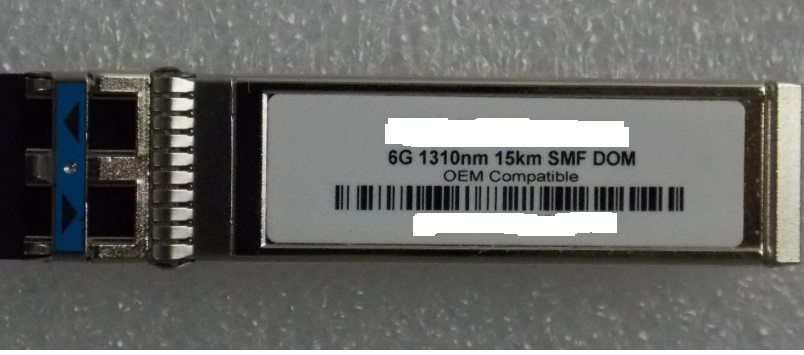 6G 1310nm 15km SMF DOM
OEM Compatible